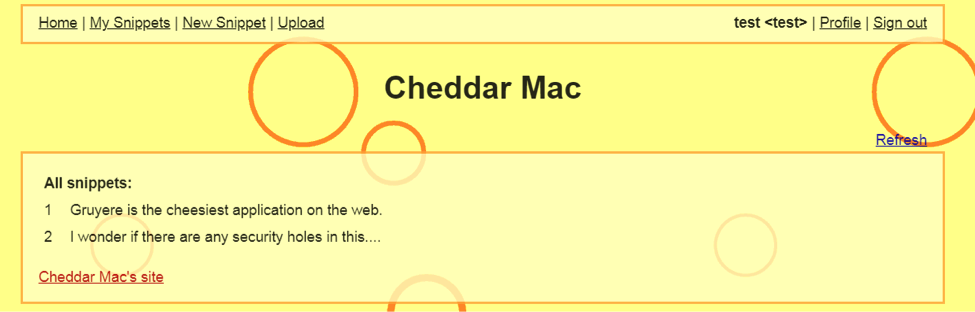 Home | My Snippets | New Snippet | Upload test <test> | Profile | Sign out
Cheddar Mac
Refresh
All snippets:
1 Gruyere is the cheesiest application on the web.
2 I wonder if there are any security holes in this....
Cheddar Mac's site